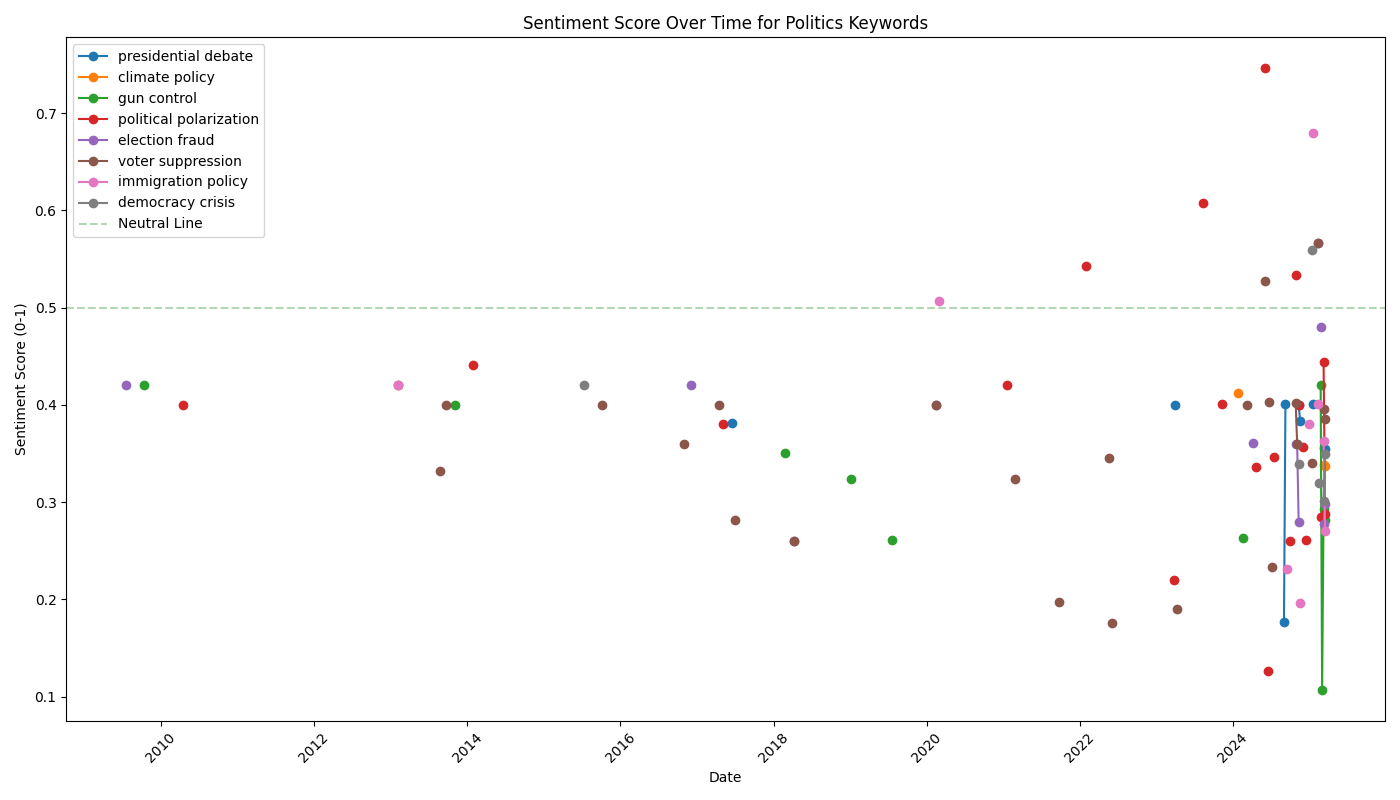 Sentiment Score Over Time for Politics Keywords
presidential debate
climate policy
gun control
political polarization
election fraud
voter suppression
immigration policy
democracy crisis
Neutral Line
Sentiment Score (0-1)
0.7
0.6
0.5
0.4
0.3
0.2
0.1
2010
2012
2014
2016
2018
2020
2022
2024
Date